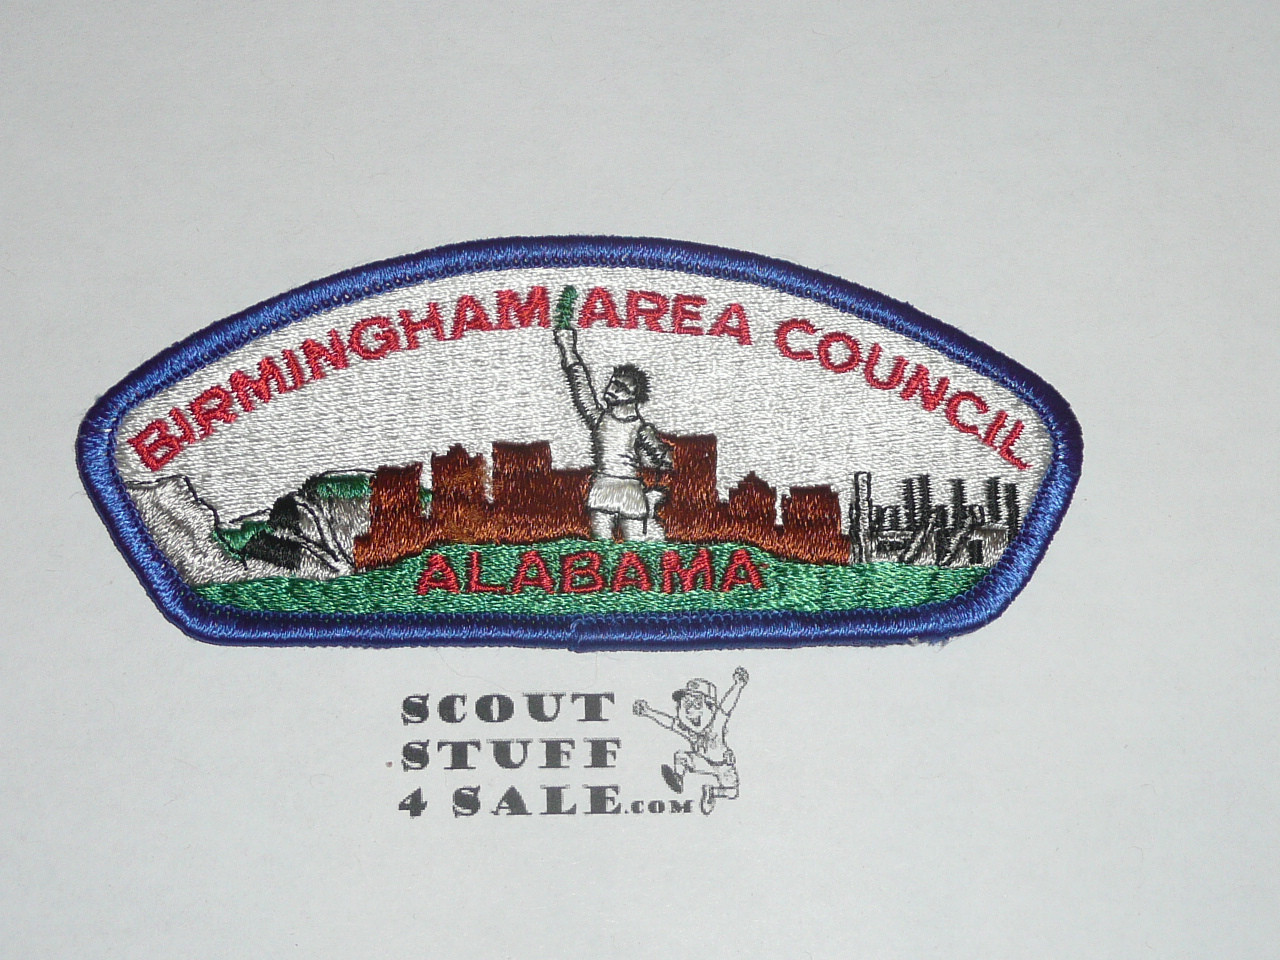 BIRMINGHAM AREA COUNCIL
ALABAMA
SCOUT
STUFF
4 SALE.COM